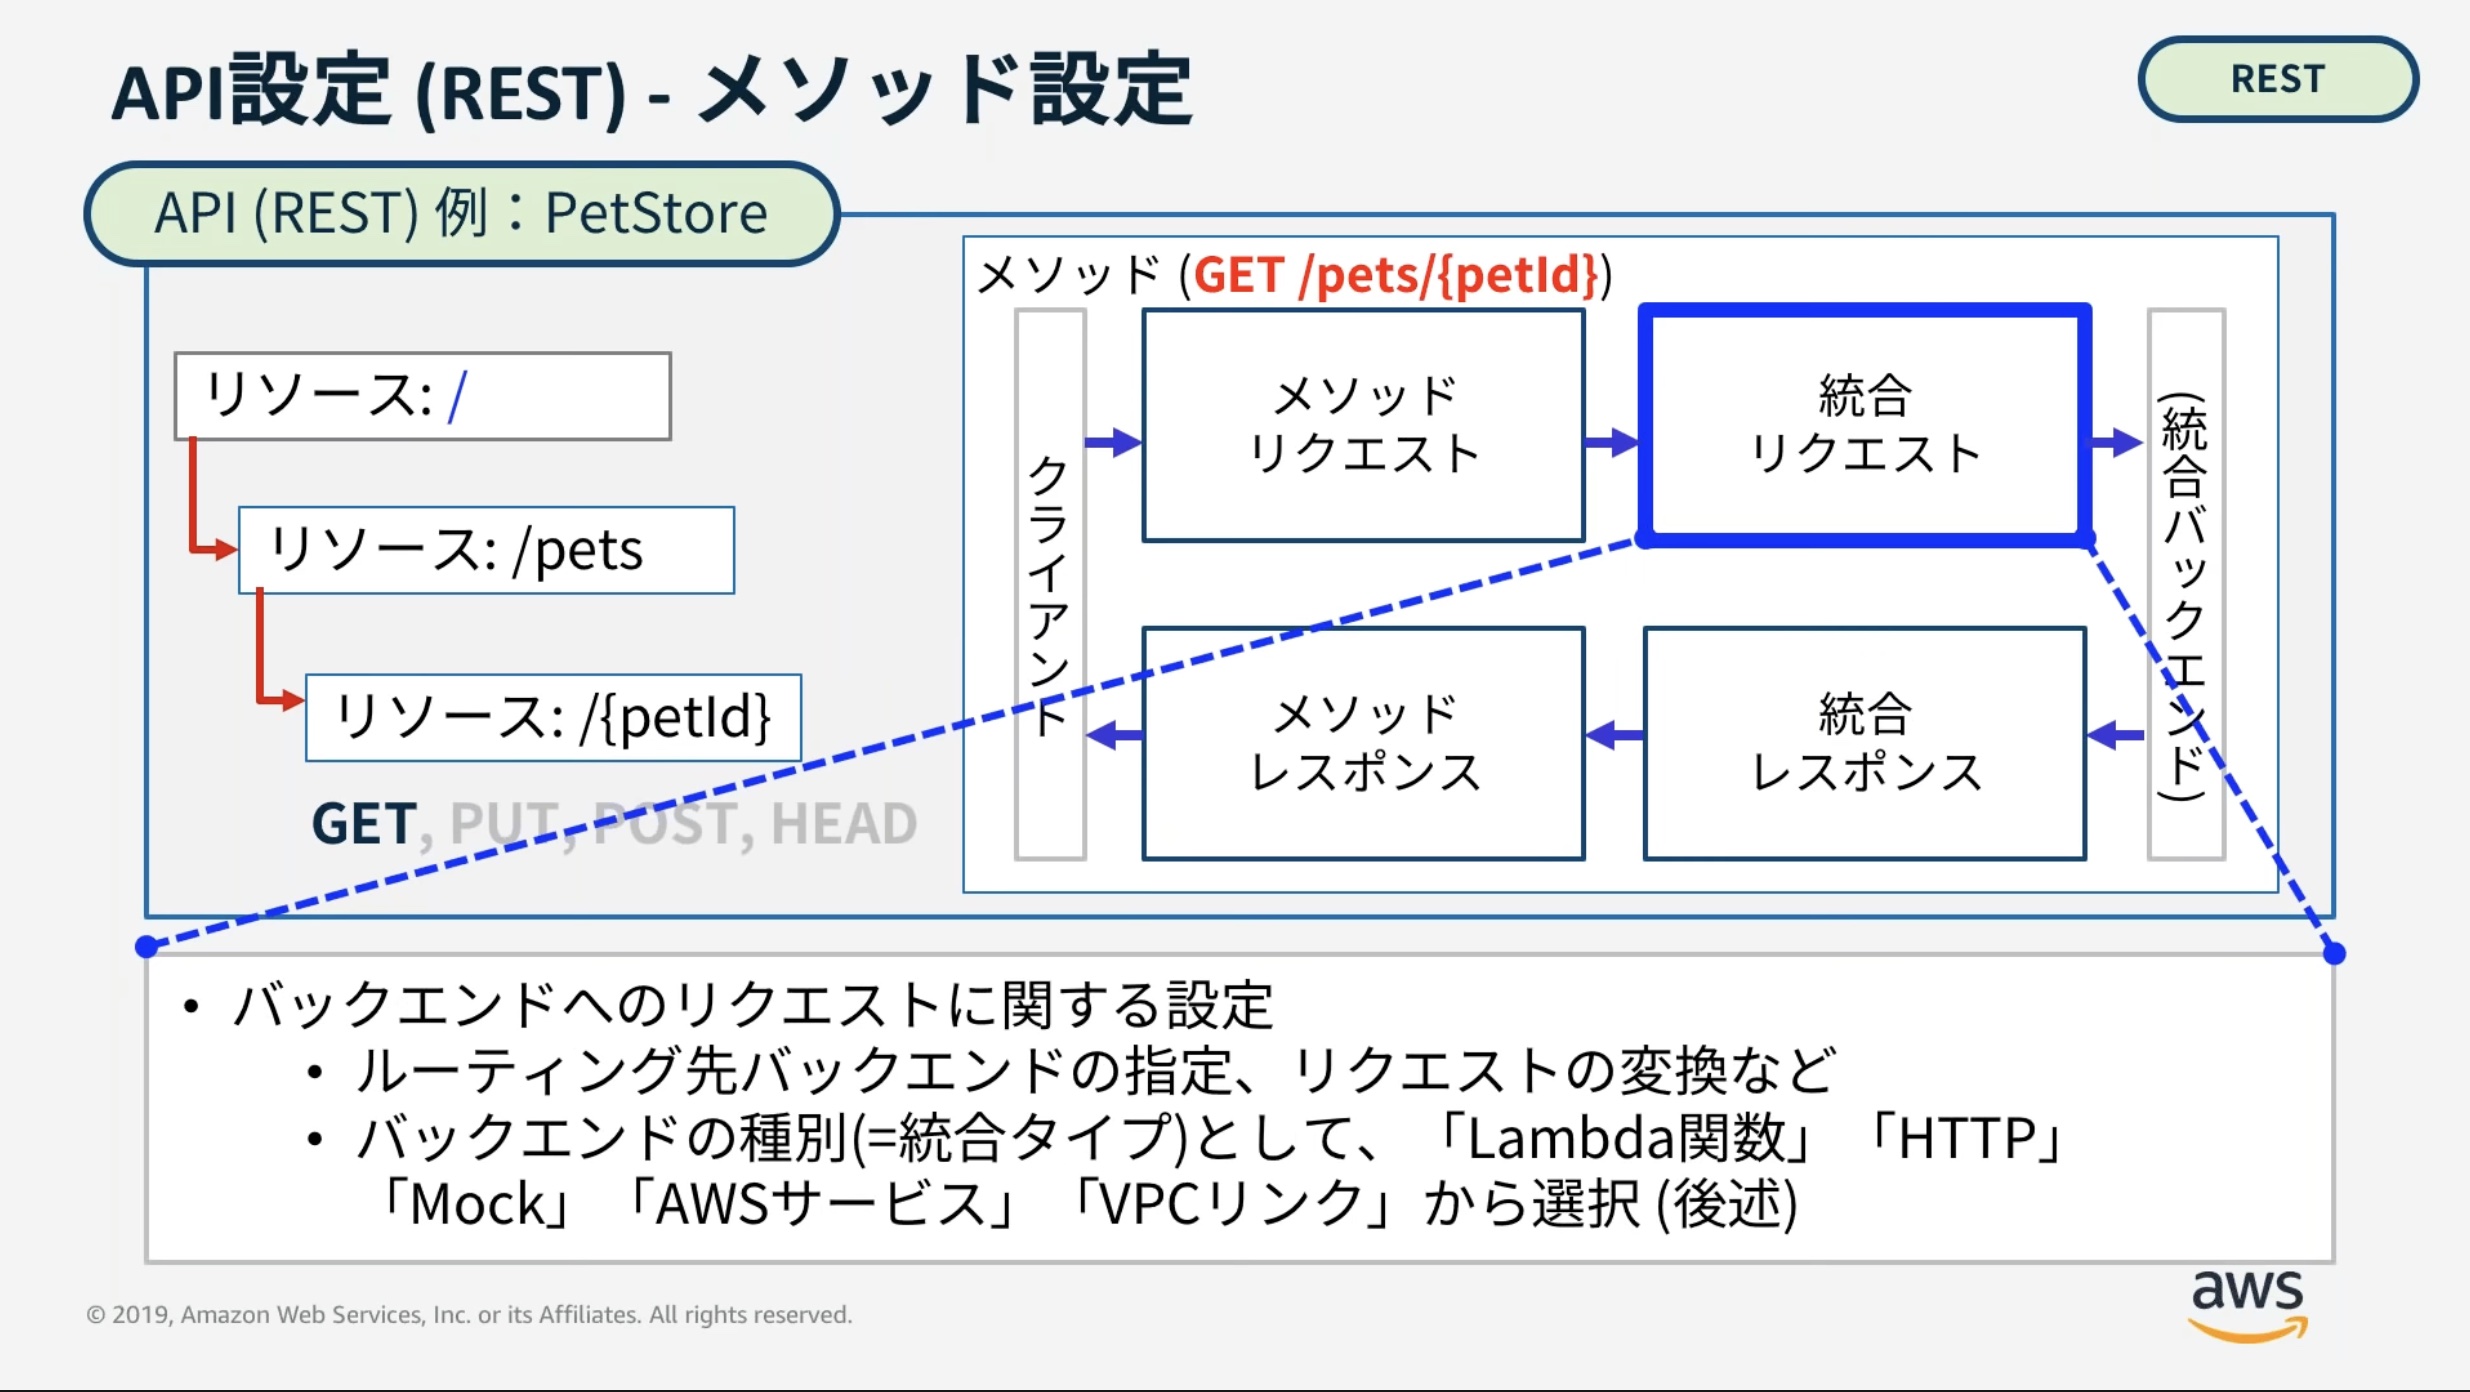 API設定 (REST) - メソッド設定
REST
API (REST) 例：PetStore
リソース: /
リソース: /pets
リソース: /{petId}
GET, PUT, POST, HEAD
メソッド (GET /pets/{petId})
クライアント
メソッド
リクエスト
統合
リクエスト
(統合バックエンド)
メソッド
レスポンス
統合
レスポンス
• バックエンドへのリクエストに関する設定
• ルーティング先バックエンドの指定、リクエストの変換など
• バックエンドの種別(=統合タイプ)として、「Lambda関数」「HTTP」
「Mock」「AWSサービス」「VPCリンク」から選択 (後述)
© 2019, Amazon Web Services, Inc. or its Affiliates. All rights reserved.
aws